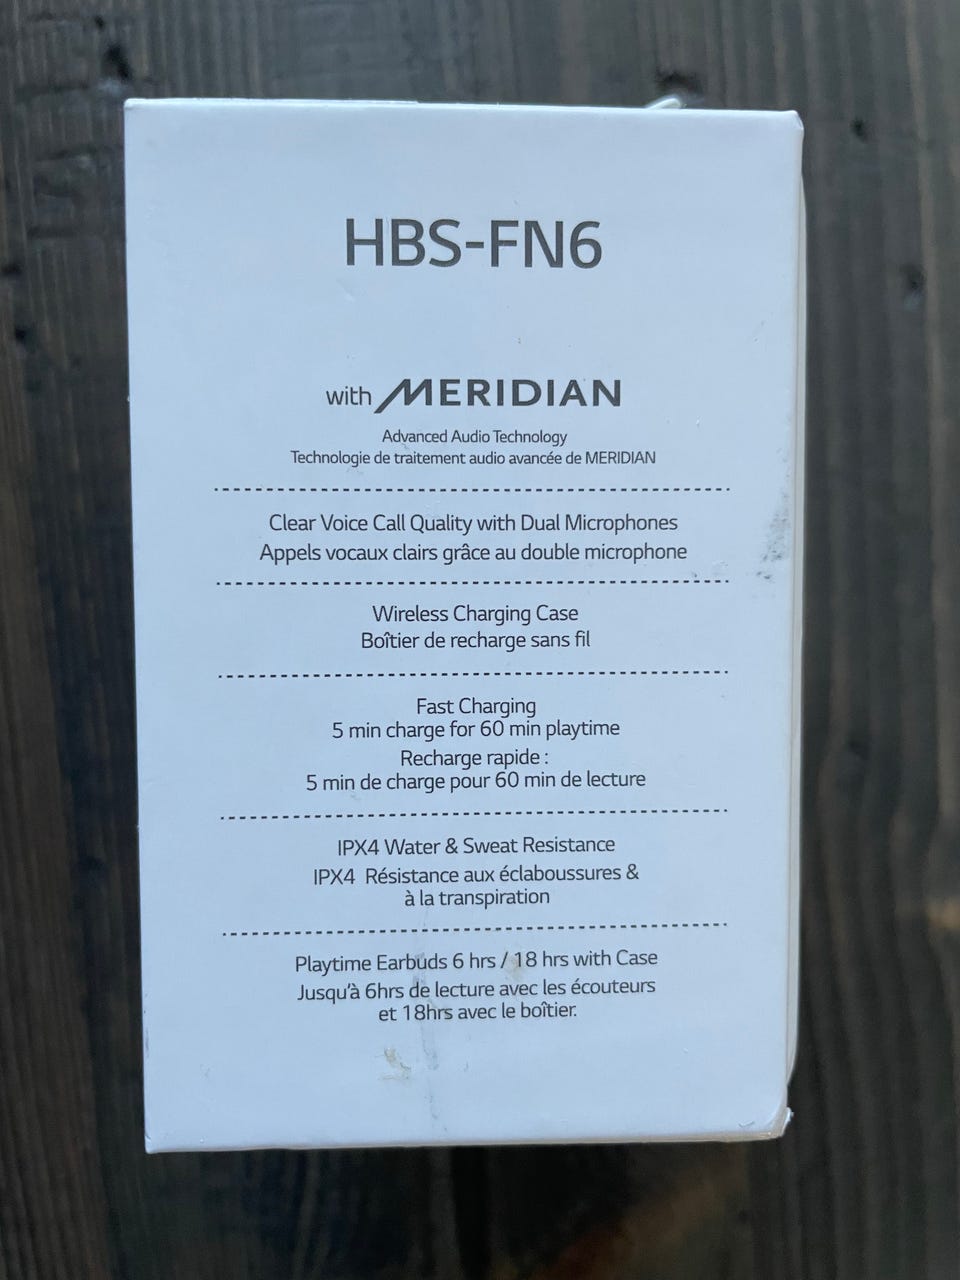 HBS-FN6
with MERIDIAN
Advanced Audio Technology
Technologie de traitement audio avancée de MERIDIAN
Clear Voice Call Quality with Dual Microphones
Appels vocaux clairs grâce au double microphone
Wireless Charging Case
Boîtier de recharge sans fil
Fast Charging
5 min charge for 60 min playtime
Recharge rapide :
5 min de charge pour 60 min de lecture
IPX4 Water & Sweat Resistance
IPX4 Résistance aux éclaboussures &
à la transpiration
Playtime Earbuds 6 hrs / 18 hrs with Case
Jusqu'à 6hrs de lecture avec les écouteurs
et 18hrs avec le boîtier.